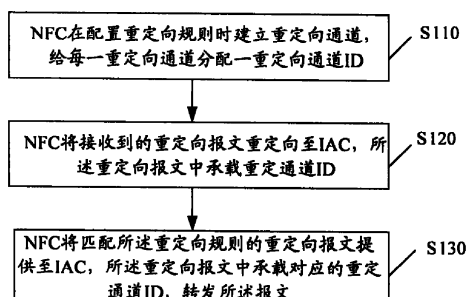 NFC在配置重定向规则时建立重定向通道，
给每一重定向通道分配一重定向通道ID
S110
NFC将接收到的重定向报文重定向至IAC，所
述重定向报文中承载重定通道ID
S120
NFC将匹配所述重定向规则的重定向报文提
供至IAC，所述重定向报文中承载对应的重定
通道ID，转发所述报文
S130